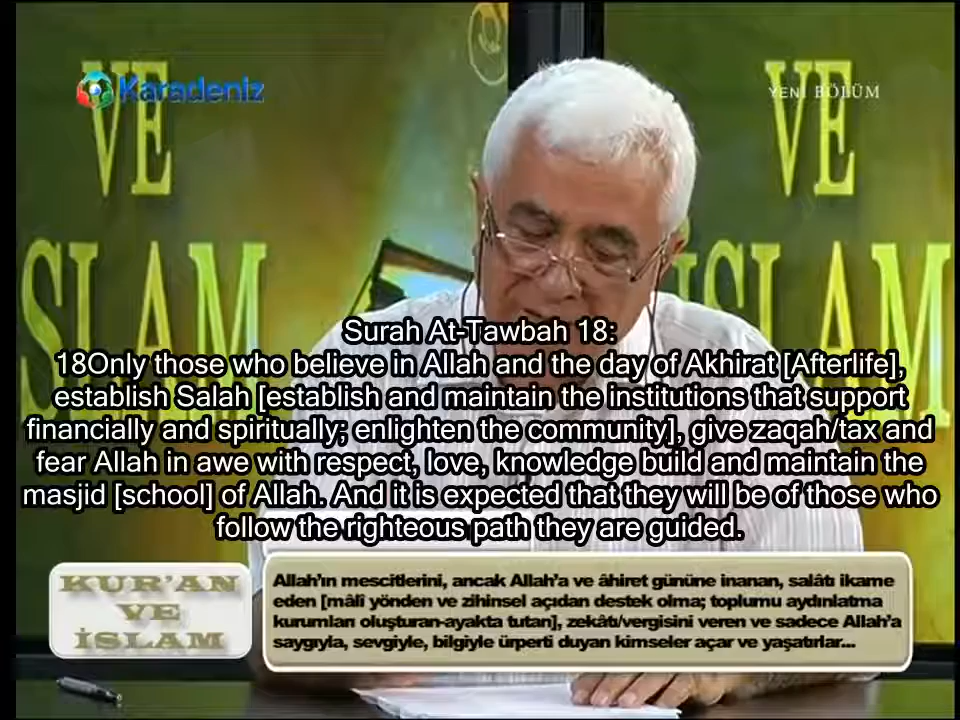 VE
Karadeniz
VE
YENİ BÖLÜM
İSLAM
İSLAM
Surah At-Tawbah 18:
18Only those who believe in Allah and the day of Akhirat [Afterlife],
establish Salah [establish and maintain the institutions that support
financially and spiritually; enlighten the community], give zaqah/tax and
fear Allah in awe with respect, love, knowledge build and maintain the
masjid [school] of Allah. And it is expected that they will be of those who
follow the righteous path they are guided.
KUR'AN
VE
İSLAM
Allah'ın mescitlerini, ancak Allah'a ve âhiret gününe inanan, salâtı ikame
eden [mâlî yönden ve zihinsel açıdan destek olma; toplumu aydınlatma
kurumları oluşturan-ayakta tutan], zekâtı/vergisini veren ve sadece Allah'a
saygıyla, sevgiyle, bilgiyle ürperti duyan kimseler açar ve yaşatırlar...